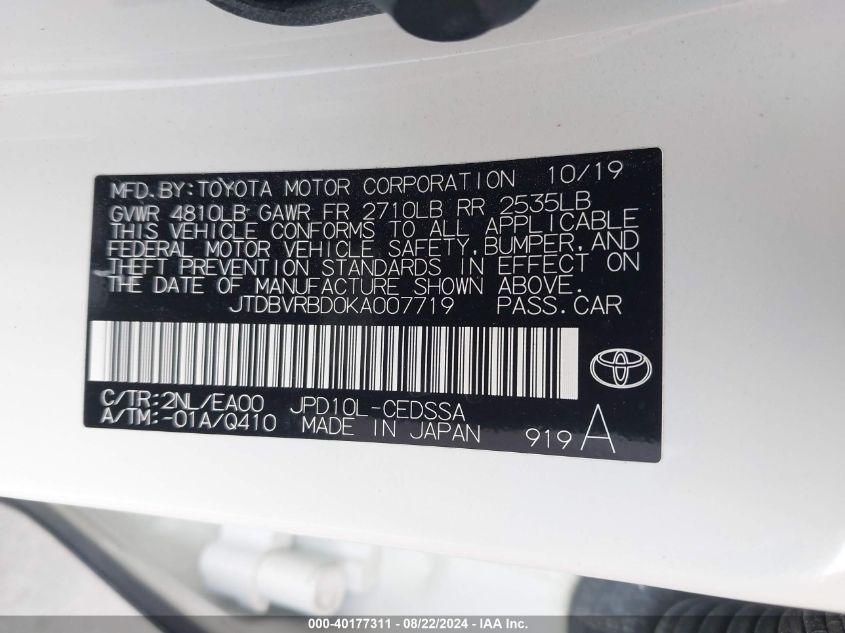 MFD. BY: TOYOTA MOTOR CORPORATION 10/19
GVWR 4810LB GAWR FR 2710LB RR 2535LB
THIS VEHICLE CONFORMS TO ALL APPLICABLE
FEDERAL MOTOR VEHICLE SAFETY, BUMPER, AND
THEFT PREVENTION STANDARDS IN EFFECT ON
THE DATE OF MANUFACTURE SHOWN ABOVE.
JTDBVRBD0KA007719 PASS. CAR
C/TR: 2NL/EA00 JPD10L-CEDSSA
A/TM: -01A/Q410 MADE IN JAPAN 919 A
000-40177311 - 08/22/2024 - IAA Inc.